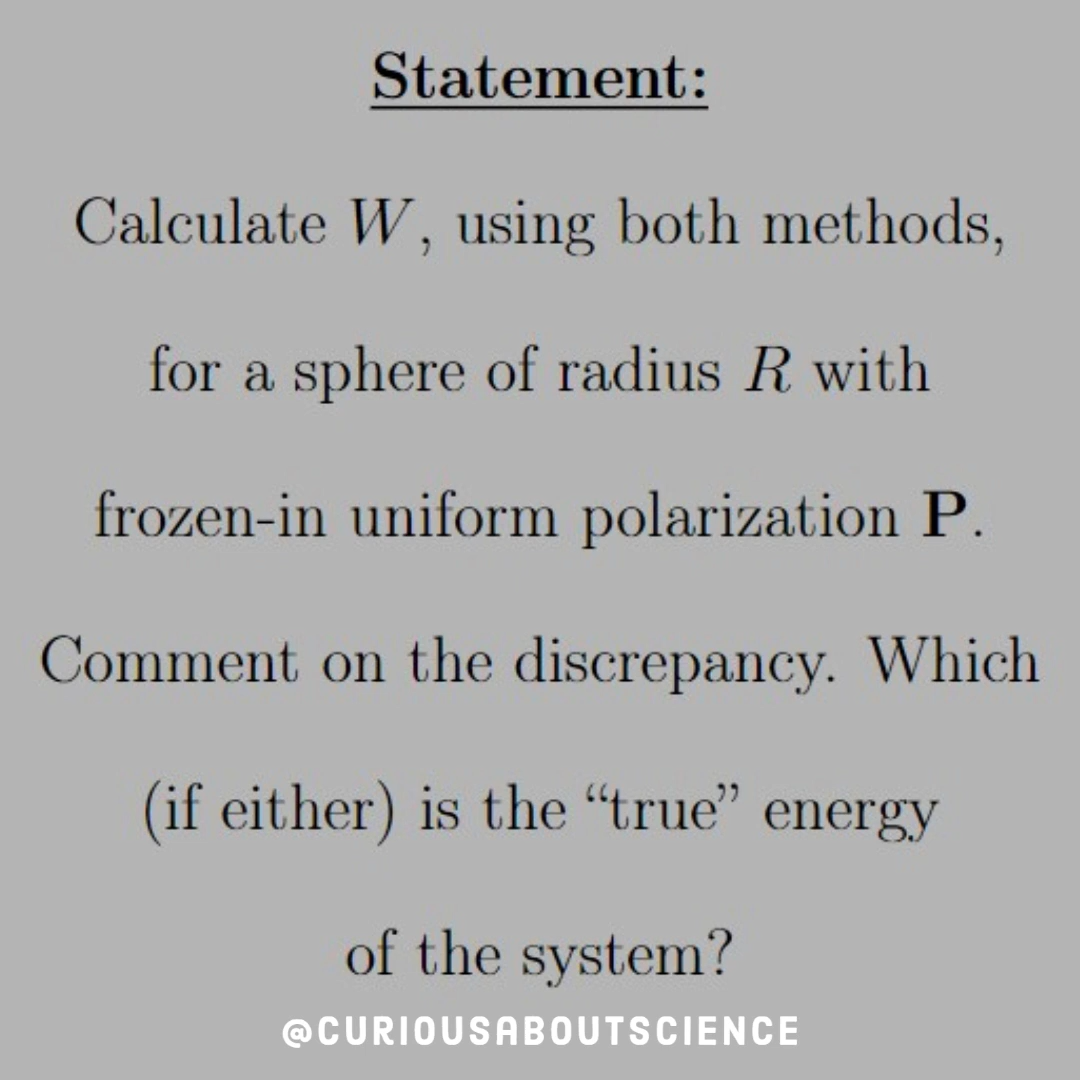 Statement:
Calculate W, using both methods,
for a sphere of radius R with
frozen-in uniform polarization P.
Comment on the discrepancy. Which
(if either) is the “true” energy
of the system?
@CURIOUSABOUTSCIENCE